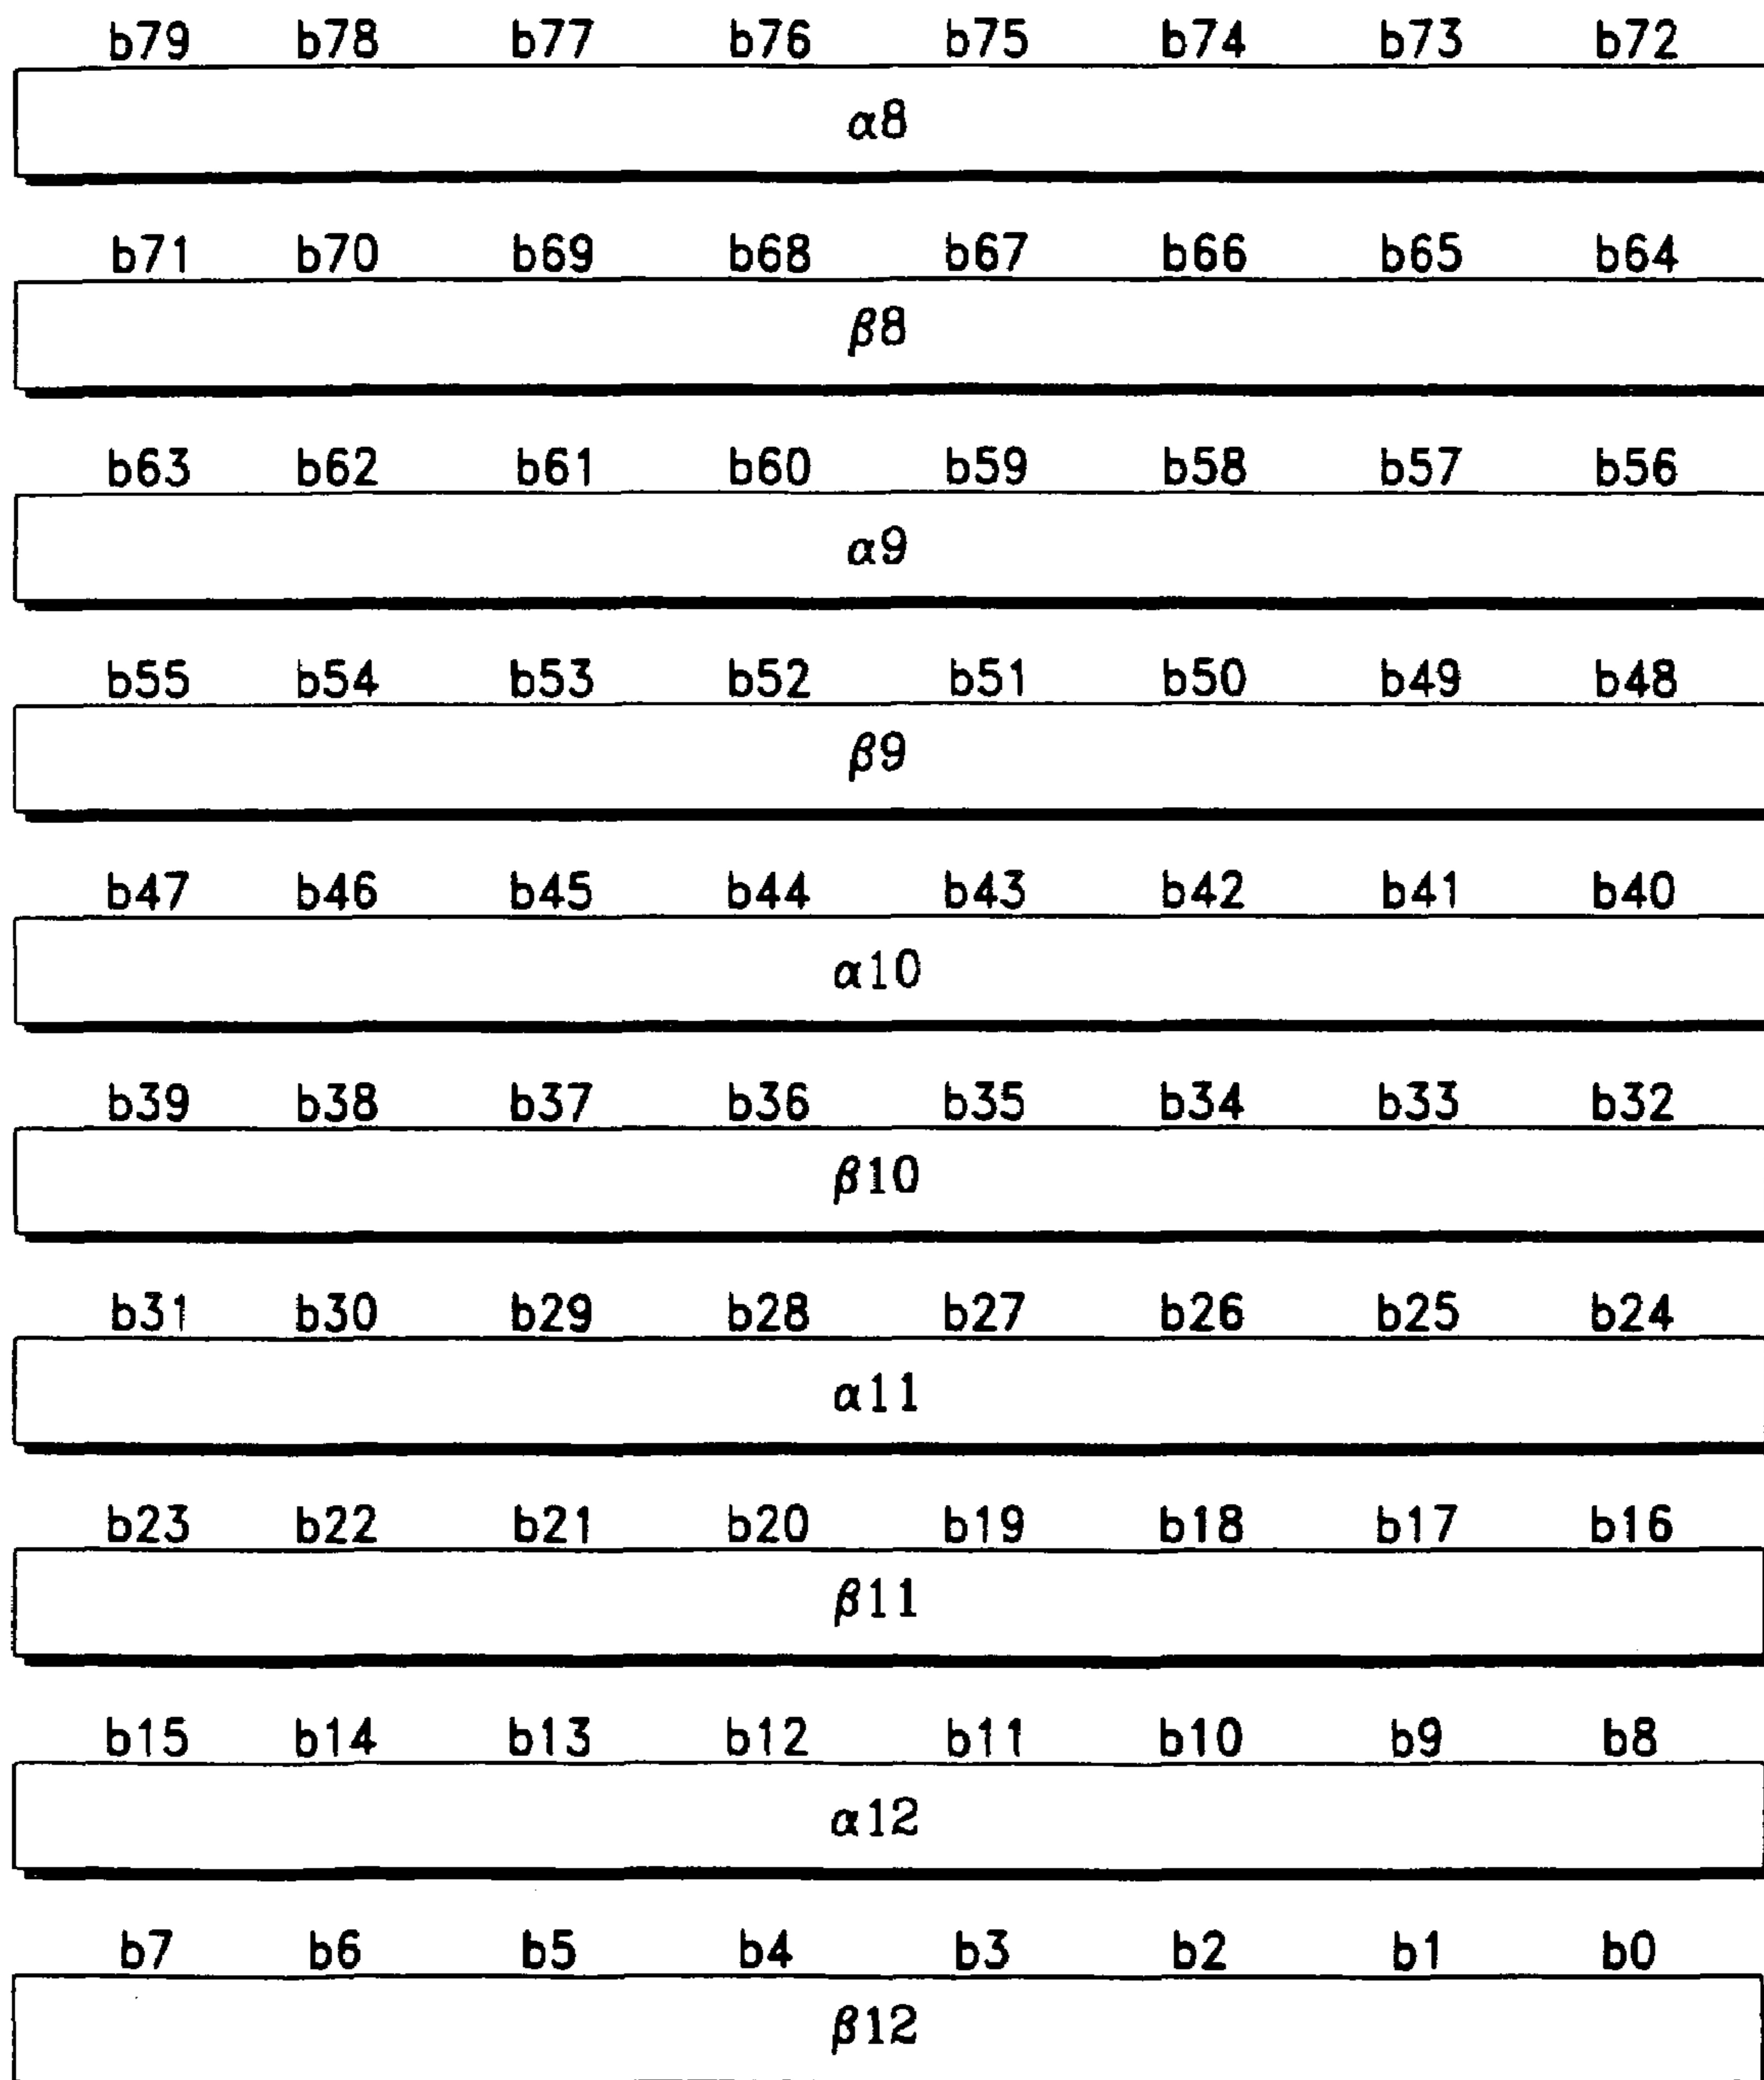 b79 b78 b77 b76 b75 b74 b73 b72
α8
b71 b70 b69 b68 b67 b66 b65 b64
β8
b63 b62 b61 b60 b59 b58 b57 b56
α9
b55 b54 b53 b52 b51 b50 b49 b48
β9
b47 b46 b45 b44 b43 b42 b41 b40
α10
b39 b38 b37 b36 b35 b34 b33 b32
β10
b31 b30 b29 b28 b27 b26 b25 b24
α11
b23 b22 b21 b20 b19 b18 b17 b16
β11
b15 b14 b13 b12 b11 b10 b9 b8
α12
b7 b6 b5 b4 b3 b2 b1 b0
β12